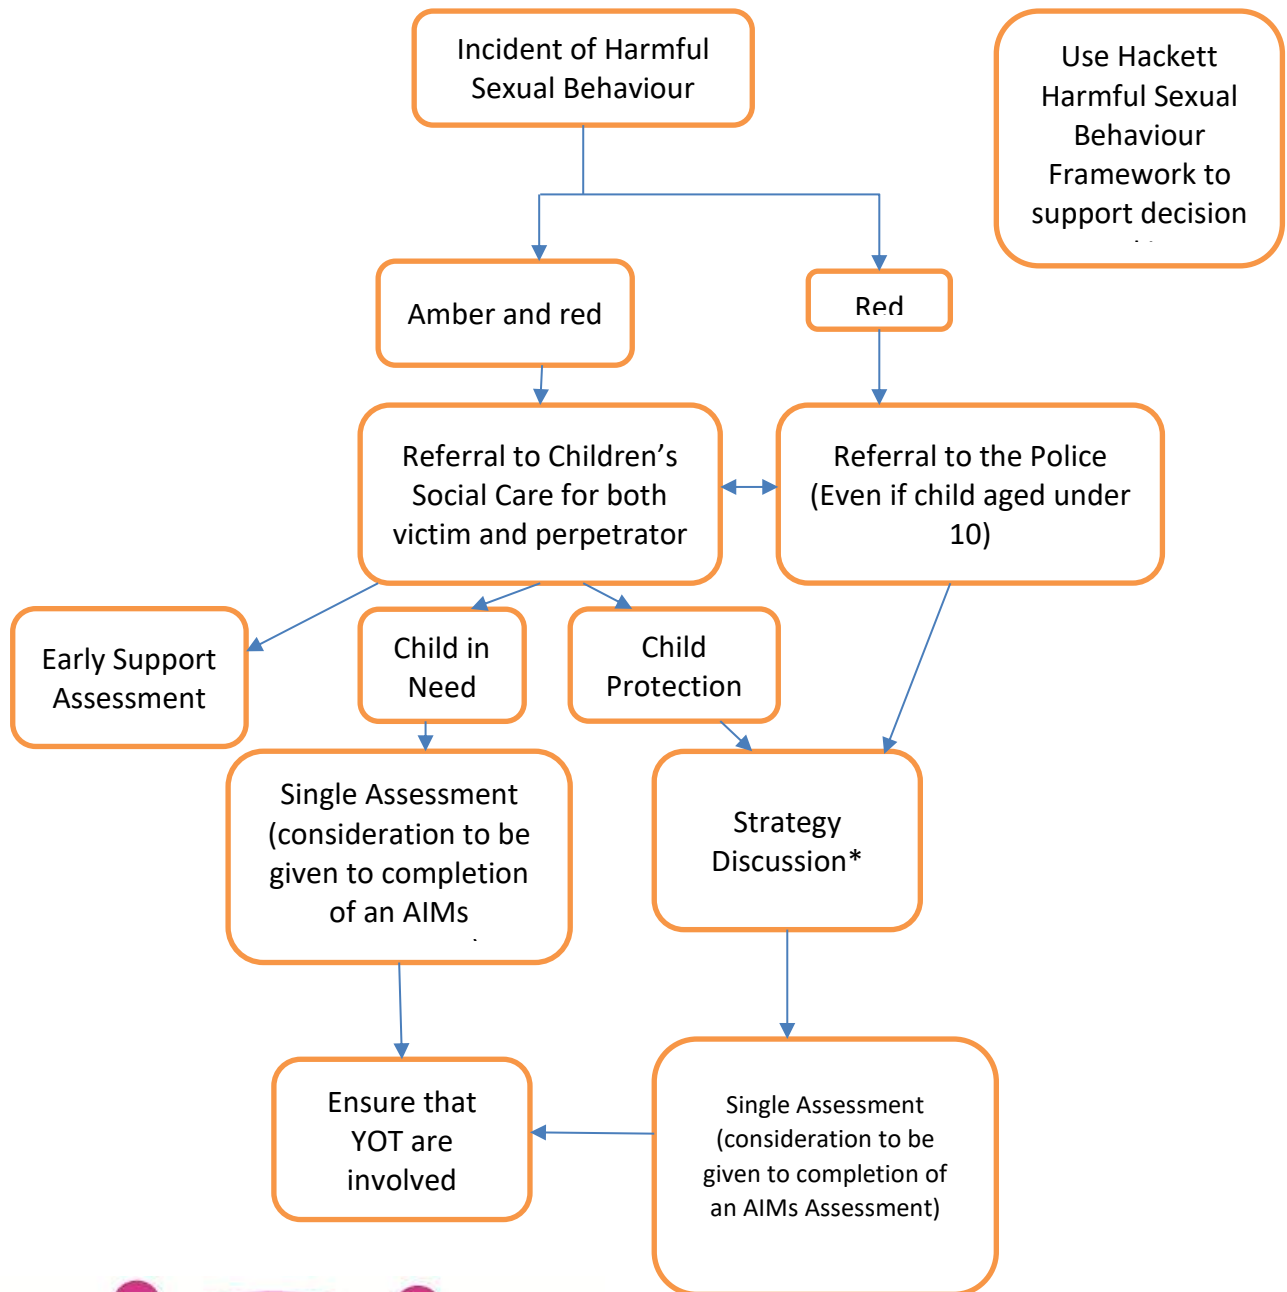 Incident of Harmful
Sexual Behaviour
Use Hackett
Harmful Sexual
Behaviour
Framework to
support decision
Amber and red
Red
Referral to Children’s
Social Care for both
victim and perpetrator
Referral to the Police
(Even if child aged under
10)
Early Support
Assessment
Child in
Need
Child
Protection
Single Assessment
(consideration to be
given to completion
of an AIMs
Strategy
Discussion*
Ensure that
YOT are
involved
Single Assessment
(consideration to be
given to completion of
an AIMs Assessment)